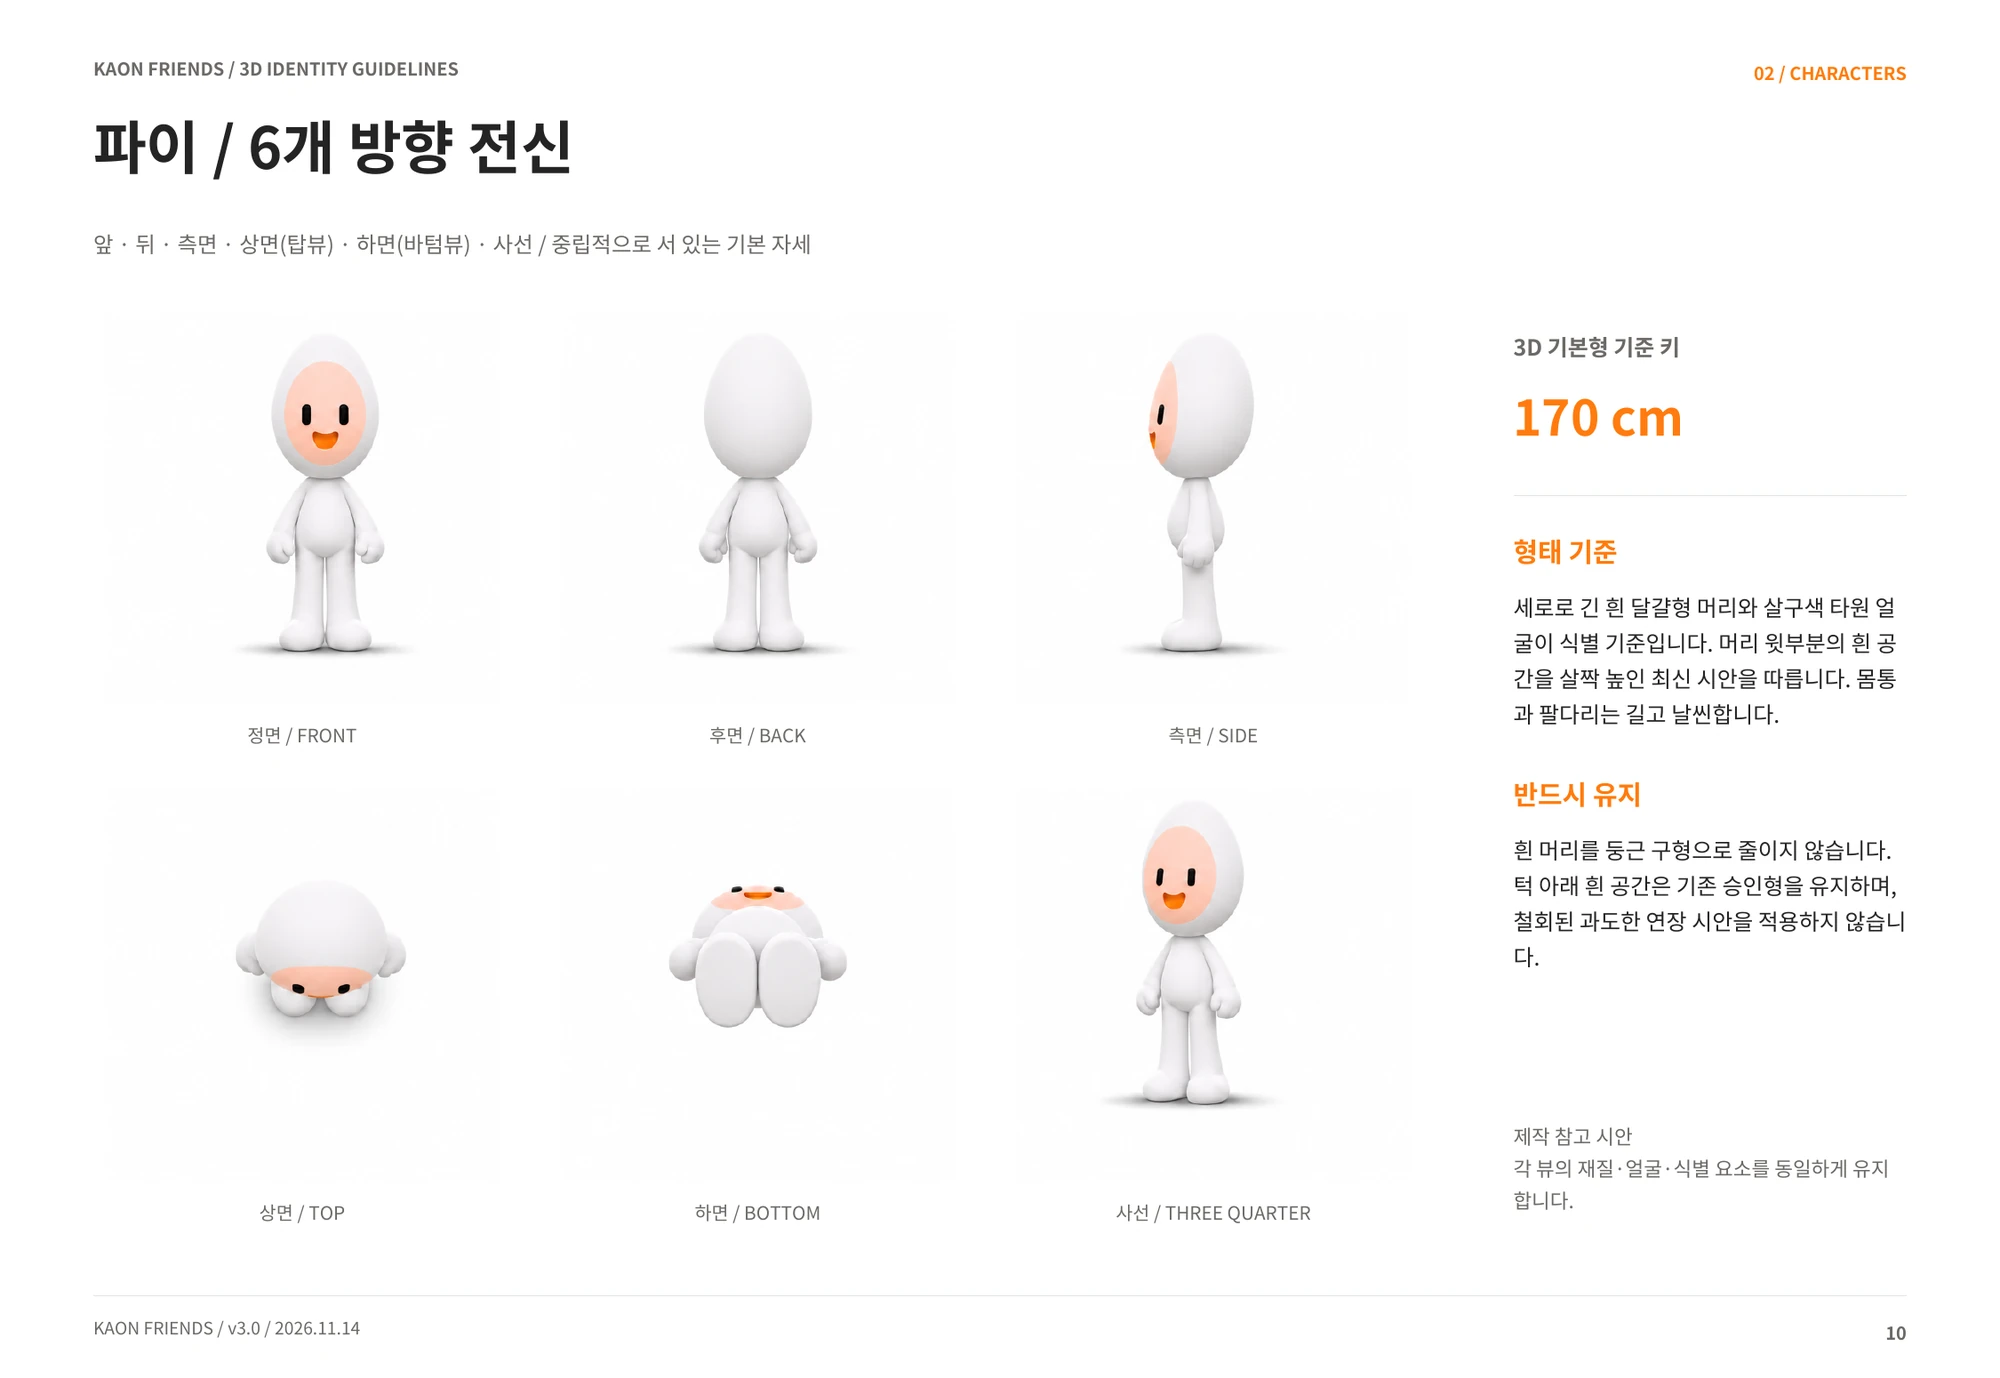 KAON FRIENDS / 3D IDENTITY GUIDELINES
02 / CHARACTERS
파이 / 6개 방향 전신
앞 · 뒤 · 측면 · 상면(탑뷰) · 하면(바텀뷰) · 사선 / 중립적으로 서 있는 기본 자세
정면 / FRONT
후면 / BACK
측면 / SIDE
상면 / TOP
하면 / BOTTOM
사선 / THREE QUARTER
3D 기본형 기준 키
170 cm
형태 기준
세로로 긴 흰 달걀형 머리와 살구색 타원 얼
굴이 식별 기준입니다. 머리 윗부분의 흰 공
간을 살짝 높인 최신 시안을 따릅니다. 몸통
과 팔다리는 길고 날씬합니다.
반드시 유지
흰 머리를 둥근 구형으로 줄이지 않습니다.
턱 아래 흰 공간은 기존 승인형을 유지하며,
철회된 과도한 연장 시안을 적용하지 않습니
다.
제작 참고 시안
각 뷰의 재질·얼굴·식별 요소를 동일하게 유지
합니다.
KAON FRIENDS / v3.0 / 2026.11.14
10